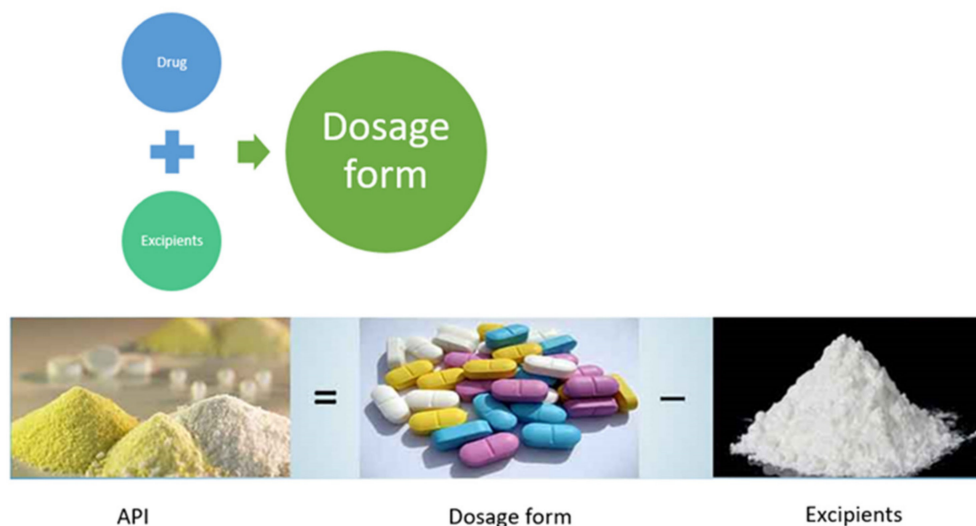 Drug
Excipients
Dosage
form
=
–
API
Dosage form
Excipients